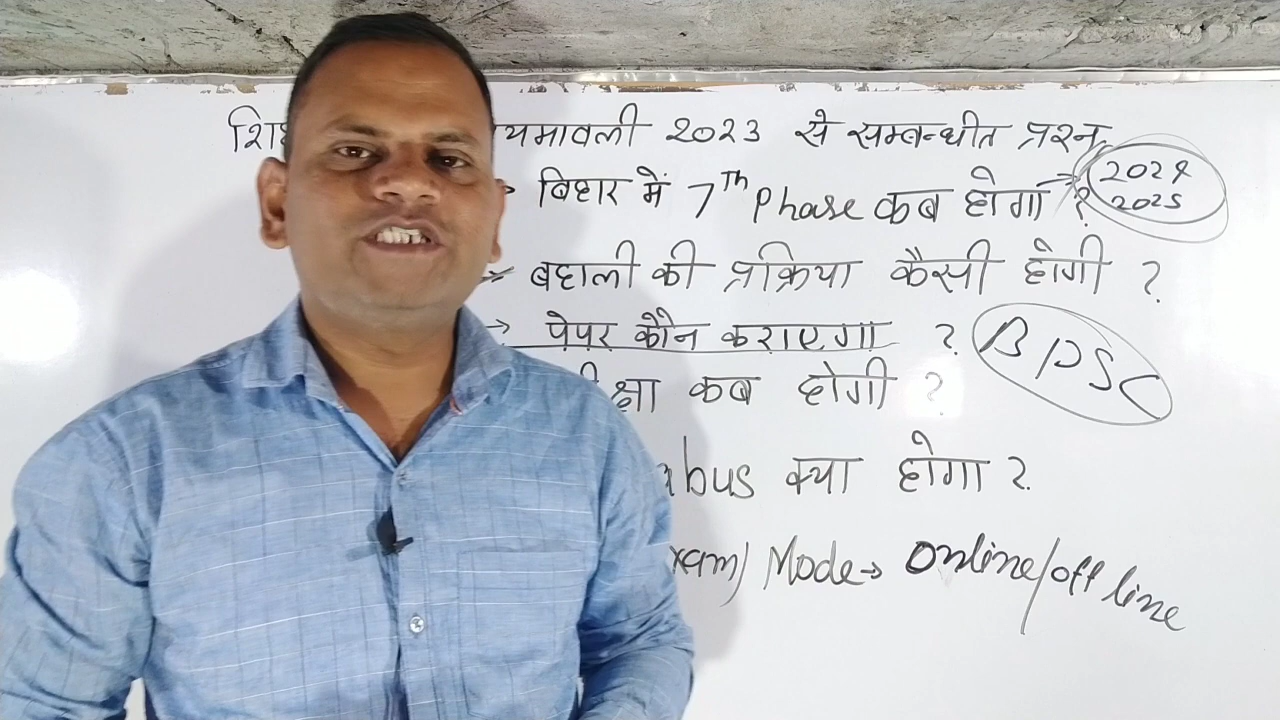 शि यमावली 2023 से सम्बन्धीत प्रश्न
→ बिहार में 7Th Phase कब होगा ? → 2024
2025
बहाली की प्रक्रिया कैसी होगी ?
→ पेपर कौन कराएगा ? BPSC
क्षा कब होगी ?
abus क्या होगा ?
xam/ Mode → Online/off line